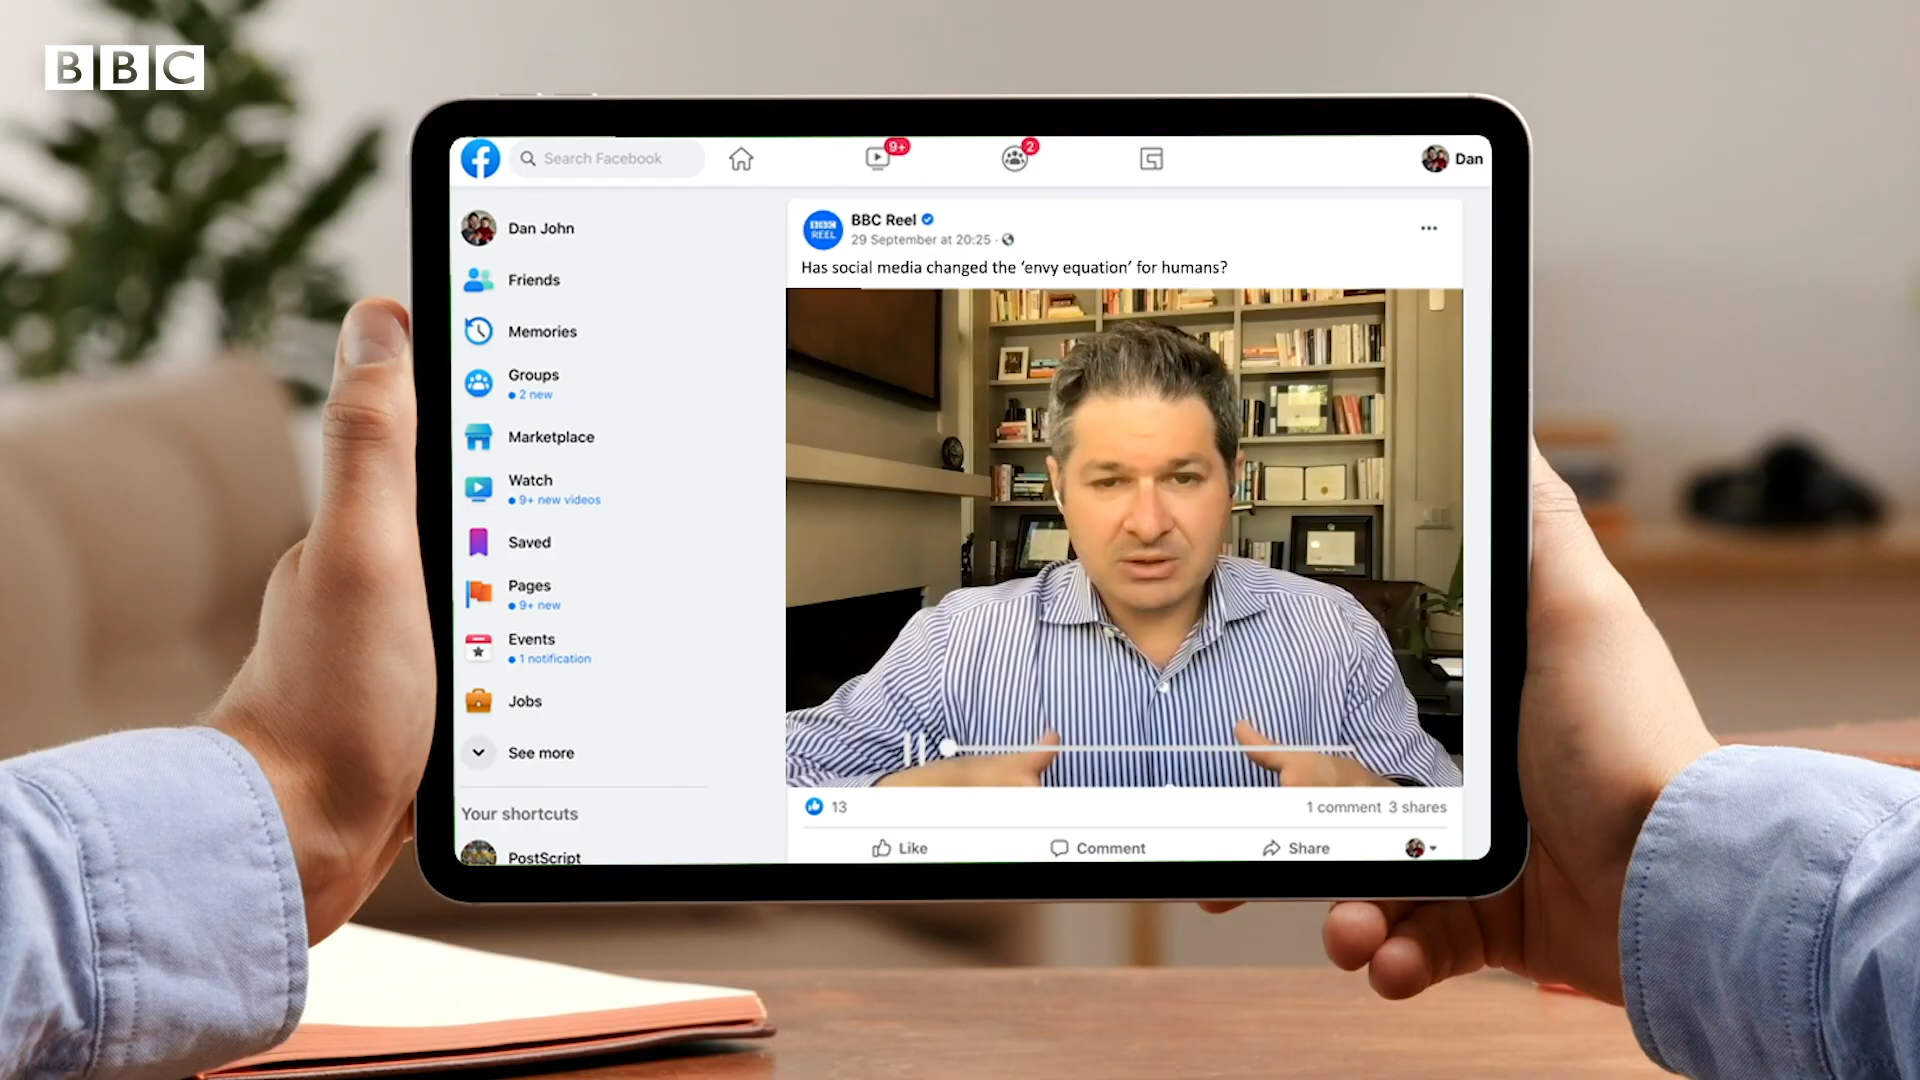 BBC
Search Facebook
9+
2
Dan
Dan John
Friends
Memories
Groups
2 new
Marketplace
Watch
9+ new videos
Saved
Pages
9+ new
Events
1 notification
Jobs
See more
Your shortcuts
PostScript
BBC
REEL
BBC Reel
29 September at 20:25 ·
Has social media changed the ‘envy equation’ for humans?
13
1 comment 3 shares
Like
Comment
Share